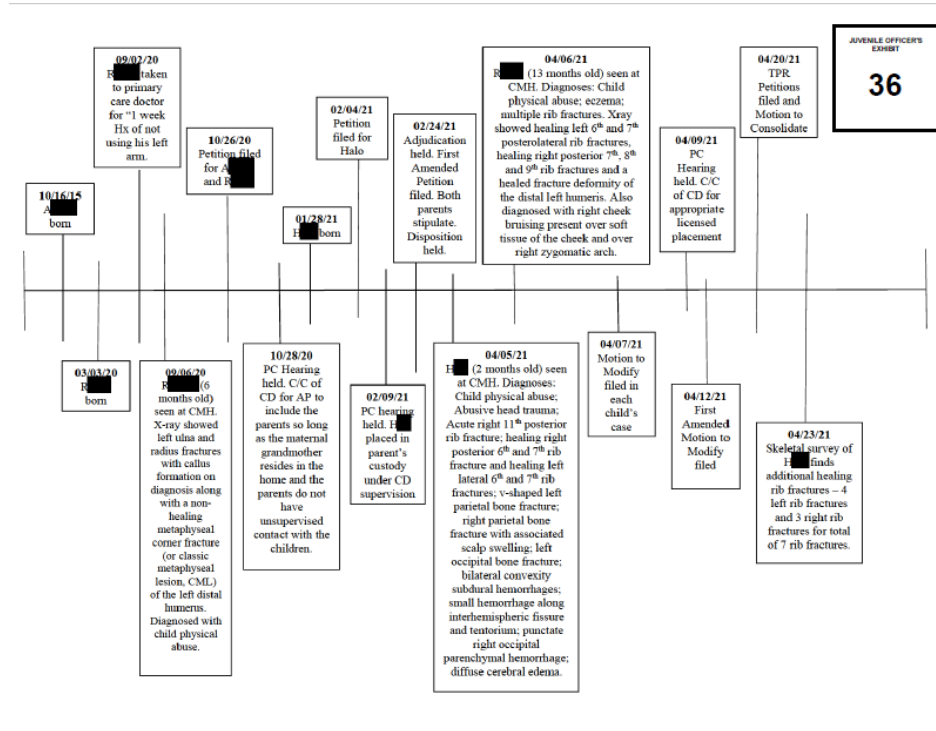 JUVENILE OFFICER'S
EXHIBIT
36
10/16/15
A
born
03/03/20
R
born
09/02/20
R taken
to primary
care doctor
for “1 week
Hx of not
using his left
arm.
09/06/20
R (6
months old)
seen at CMH.
X-ray showed
left ulna and
radius fractures
with callus
formation on
diagnosis along
with a non-
healing
metaphyseal
corner fracture
(or classic
metaphyseal
lesion, CML)
of the left distal
humerus.
Diagnosed with
child physical
abuse.
10/26/20
Petition filed
for A
and R
10/28/20
PC Hearing
held. C/C of
CD for AP to
include the
parents so long
as the maternal
grandmother
resides in the
home and the
parents do not
have
unsupervised
contact with the
children.
01/28/21
H born
02/04/21
Petition
filed for
Halo
02/09/21
PC hearing
held. H
placed in
parent’s
custody
under CD
supervision
02/24/21
Adjudication
held. First
Amended
Petition
filed. Both
parents
stipulate.
Disposition
held.
04/05/21
H (2 months old) seen
at CMH. Diagnoses:
Child physical abuse;
Abusive head trauma;
Acute right 11th posterior
rib fracture; healing right
posterior 6th and 7th rib
fracture and healing left
lateral 6th and 7th rib
fractures; v-shaped left
parietal bone fracture;
right parietal bone
fracture with associated
scalp swelling; left
occipital bone fracture;
bilateral convexity
subdural hemorrhages;
small hemorrhage along
interhemispheric fissure
and tentorium; punctate
right occipital
parenchymal hemorrhage;
diffuse cerebral edema.
04/06/21
R (13 months old) seen at
CMH. Diagnoses: Child
physical abuse; eczema;
multiple rib fractures. Xray
showed healing left 6th and 7th
posterolateral rib fractures,
healing right posterior 7th, 8th
and 9th rib fractures and a
healed fracture deformity of
the distal left humeris. Also
diagnosed with right cheek
bruising present over soft
tissue of the cheek and over
right zygomatic arch.
04/07/21
Motion to
Modify
filed in
each
child’s
case
04/09/21
PC
Hearing
held. C/C
of CD for
appropriate
licensed
placement
04/12/21
First
Amended
Motion to
Modify
filed
04/20/21
TPR
Petitions
filed and
Motion to
Consolidate
04/23/21
Skeletal survey of
H finds
additional healing
rib fractures – 4
left rib fractures
and 3 right rib
fractures for total
of 7 rib fractures.